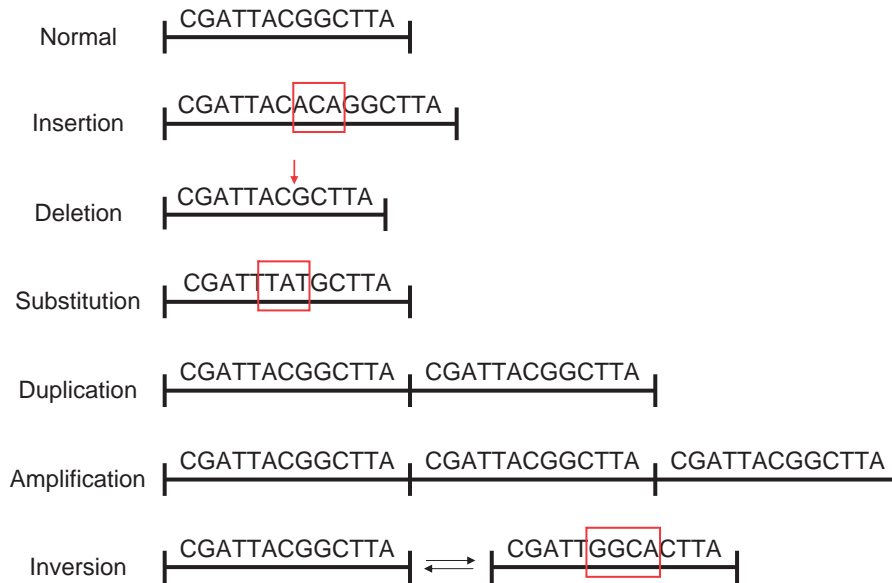 Normal CGATTACGGCTTA
Insertion CGATTACACAGGCTTA
Deletion CGATTACGCTTA
Substitution CGATTTATGCTTA
Duplication CGATTACGGCTTA CGATTACGGCTTA
Amplification CGATTACGGCTTA CGATTACGGCTTA CGATTACGGCTTA
Inversion CGATTACGGCTTA CGATTGGCACTTA